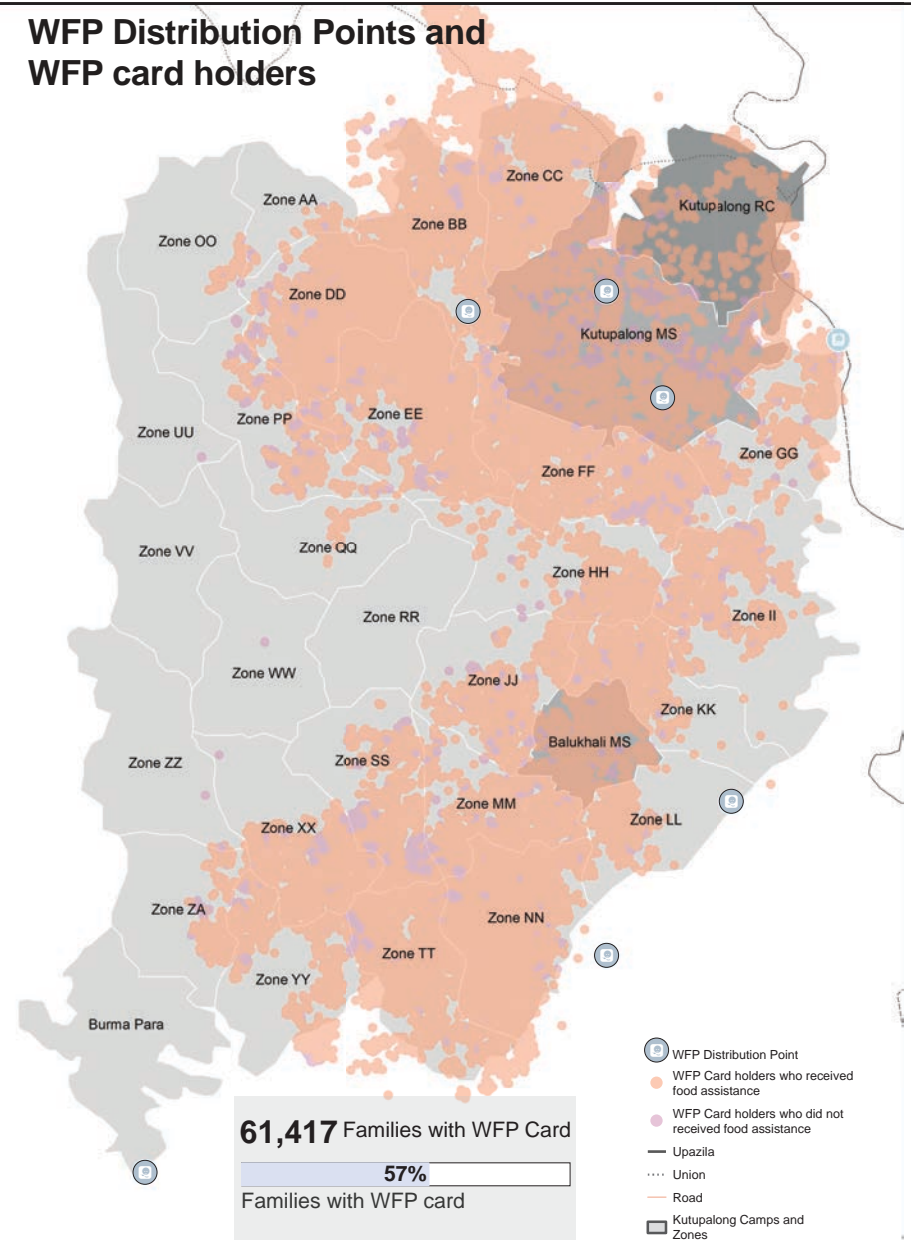 WFP Distribution Points and
WFP card holders
Zone CC
Zone AA
Kutupalong RC
Zone BB
Zone OO
Zone DD
Kutupalong MS
Zone EE
Zone PP
Zone UU
Zone GG
Zone FF
Zone QQ
Zone VV
Zone HH
Zone RR
Zone II
Zone WW
Zone JJ
Zone KK
Balukhali MS
Zone SS
Zone ZZ
Zone MM
Zone LL
Zone XX
Zone ZA
Zone NN
Zone TT
Zone YY
Burma Para
WFP Distribution Point
WFP Card holders who received
food assistance
WFP Card holders who did not
received food assistance
Upazila
Union
Road
Kutupalong Camps and
Zones
61,417 Families with WFP Card
57%
Families with WFP card